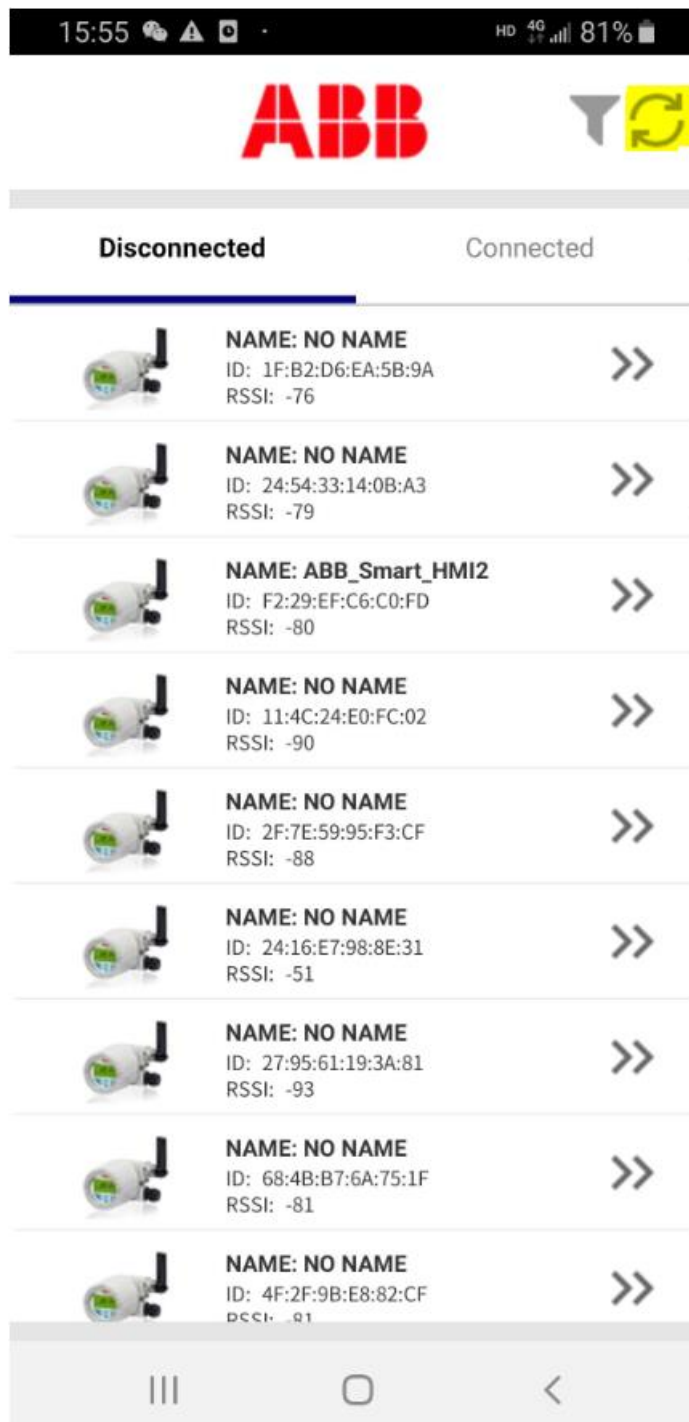 15:55 HD 4G 81%
ABB
Disconnected Connected
NAME: NO NAME
ID: 1F:B2:D6:EA:5B:9A
RSSI: -76
NAME: NO NAME
ID: 24:54:33:14:0B:A3
RSSI: -79
NAME: ABB_Smart_HMI2
ID: F2:29:EF:C6:C0:FD
RSSI: -80
NAME: NO NAME
ID: 11:4C:24:E0:FC:02
RSSI: -90
NAME: NO NAME
ID: 2F:7E:59:95:F3:CF
RSSI: -88
NAME: NO NAME
ID: 24:16:E7:98:8E:31
RSSI: -51
NAME: NO NAME
ID: 27:95:61:19:3A:81
RSSI: -93
NAME: NO NAME
ID: 68:4B:B7:6A:75:1F
RSSI: -81
NAME: NO NAME
ID: 4F:2F:9B:E8:82:CF
RSSI: -81